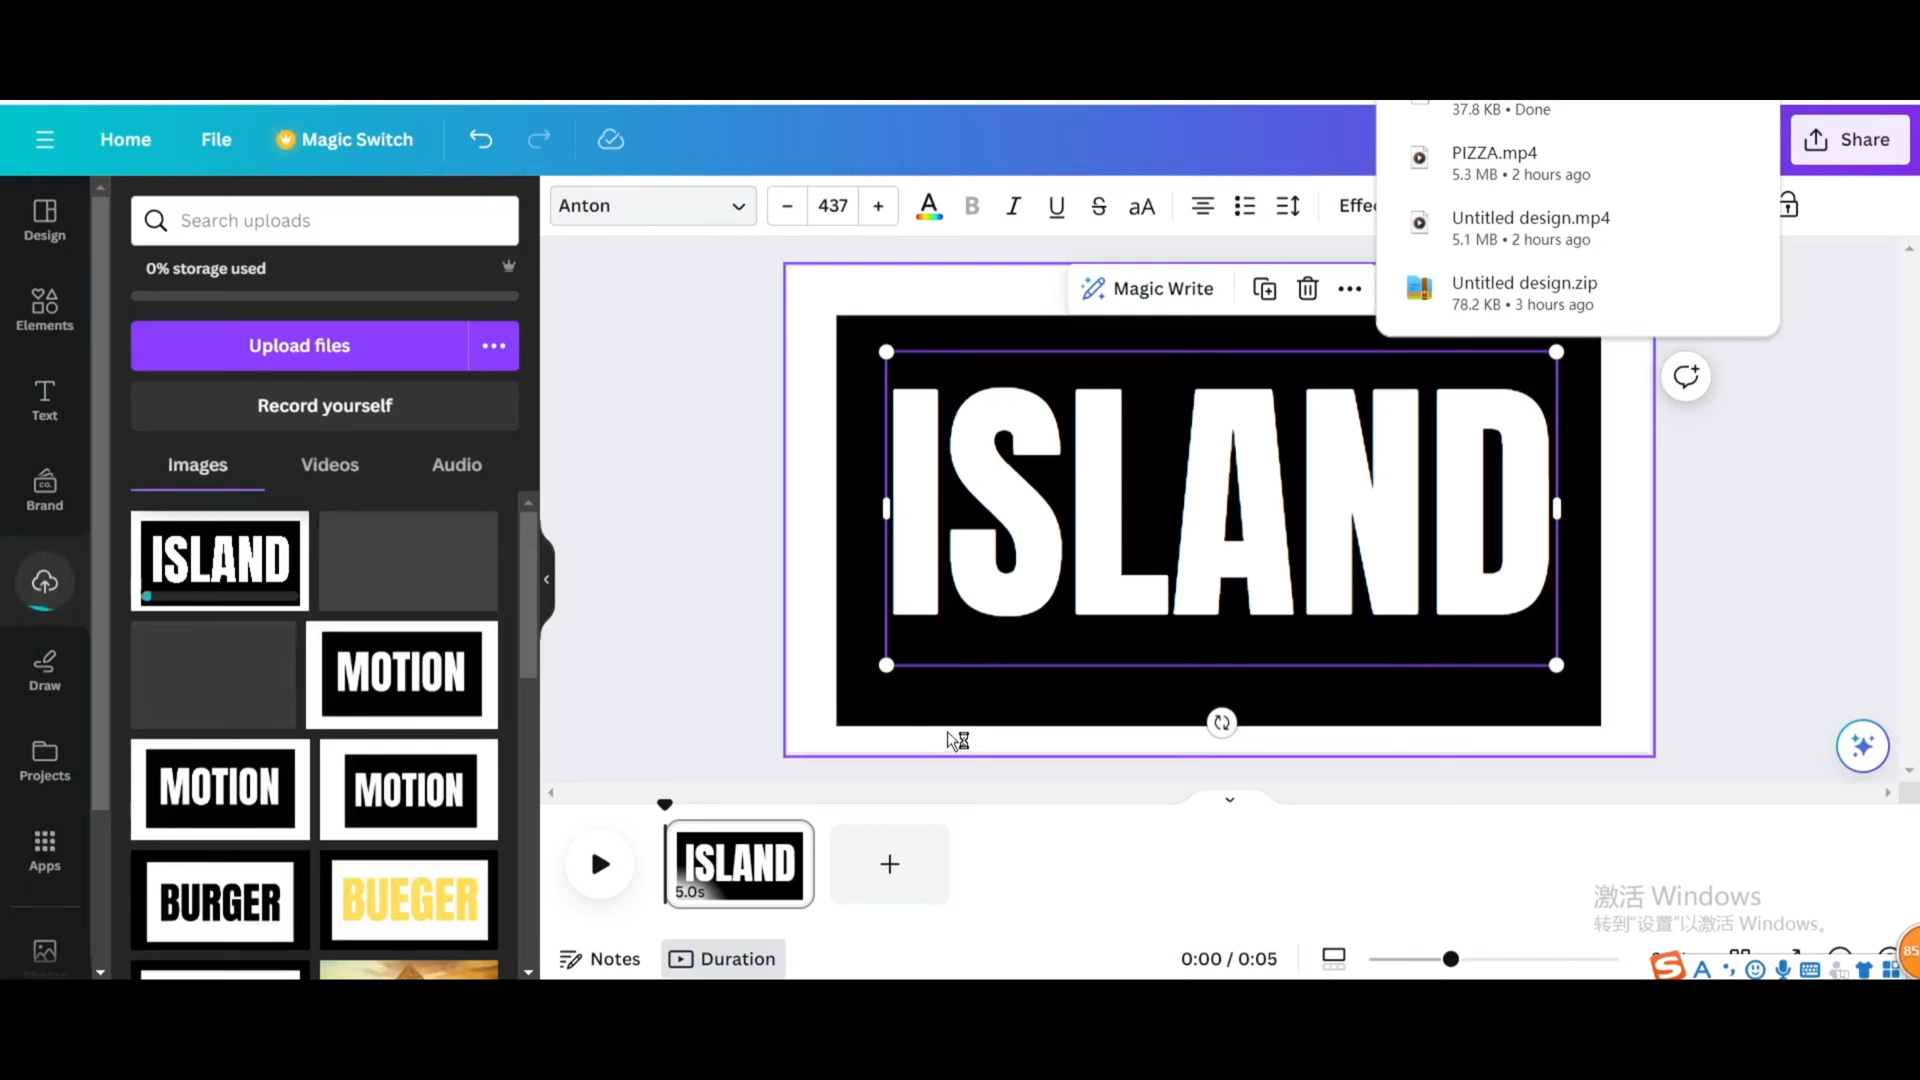 Home
File
Magic Switch
Share
37.8 KB • Done
PIZZA.mp4
5.3 MB • 2 hours ago
Untitled design.mp4
5.1 MB • 2 hours ago
Untitled design.zip
78.2 KB • 3 hours ago
Design
Elements
Text
Brand
Draw
Projects
Apps
Search uploads
0% storage used
Upload files
Record yourself
Images
Videos
Audio
ISLAND
MOTION
MOTION
MOTION
BURGER
BUEGER
Anton
437
A
B
I
U
S
aA
Magic Write
ISLAND
ISLAND
5.0s
Notes
Duration
0:00 / 0:05
激活 Windows
转到"设置"以激活 Windows。
85